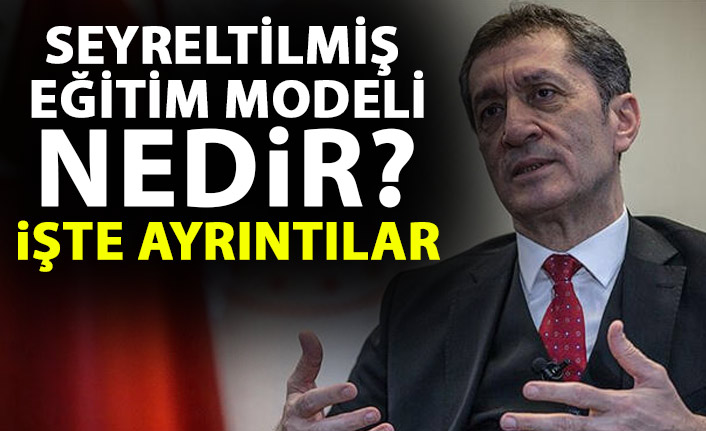 SEYRELTİLMİŞ
EĞİTİM MODELİ
NEDİR?
İŞTE AYRINTILAR